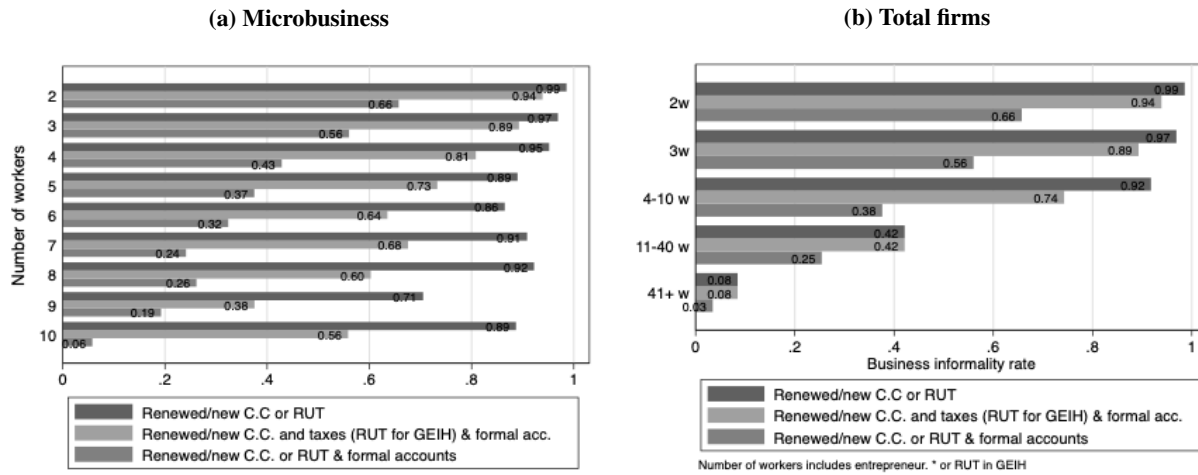 (a) Microbusiness
Number of workers
2
0.99
0.94
0.66
3
0.97
0.89
0.56
4
0.95
0.81
0.43
5
0.89
0.73
0.37
6
0.86
0.64
0.32
7
0.91
0.68
0.24
8
0.92
0.60
0.26
9
0.71
0.38
0.19
10
0.89
0.56
0.06
0 .2 .4 .6 .8 1
Renewed/new C.C or RUT
Renewed/new C.C. and taxes (RUT for GEIH) & formal acc.
Renewed/new C.C. or RUT & formal accounts
(b) Total firms
2w
0.99
0.94
0.66
3w
0.97
0.89
0.56
4-10 w
0.92
0.74
0.38
11-40 w
0.42
0.42
0.25
41+ w
0.08
0.08
0.03
0 .2 .4 .6 .8 1
Business informality rate
Renewed/new C.C or RUT
Renewed/new C.C. and taxes (RUT for GEIH) & formal acc.
Renewed/new C.C. or RUT & formal accounts
Number of workers includes entrepreneur. * or RUT in GEIH